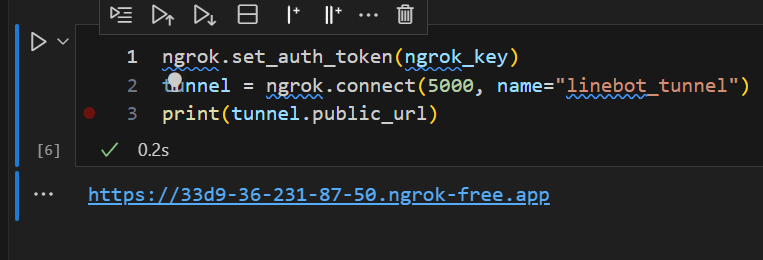 1 ngrok.set_auth_token(ngrok_key)
2 tunnel = ngrok.connect(5000, name="linebot_tunnel")
3 print(tunnel.public_url)
[6] 0.2s
https://33d9-36-231-87-50.ngrok-free.app